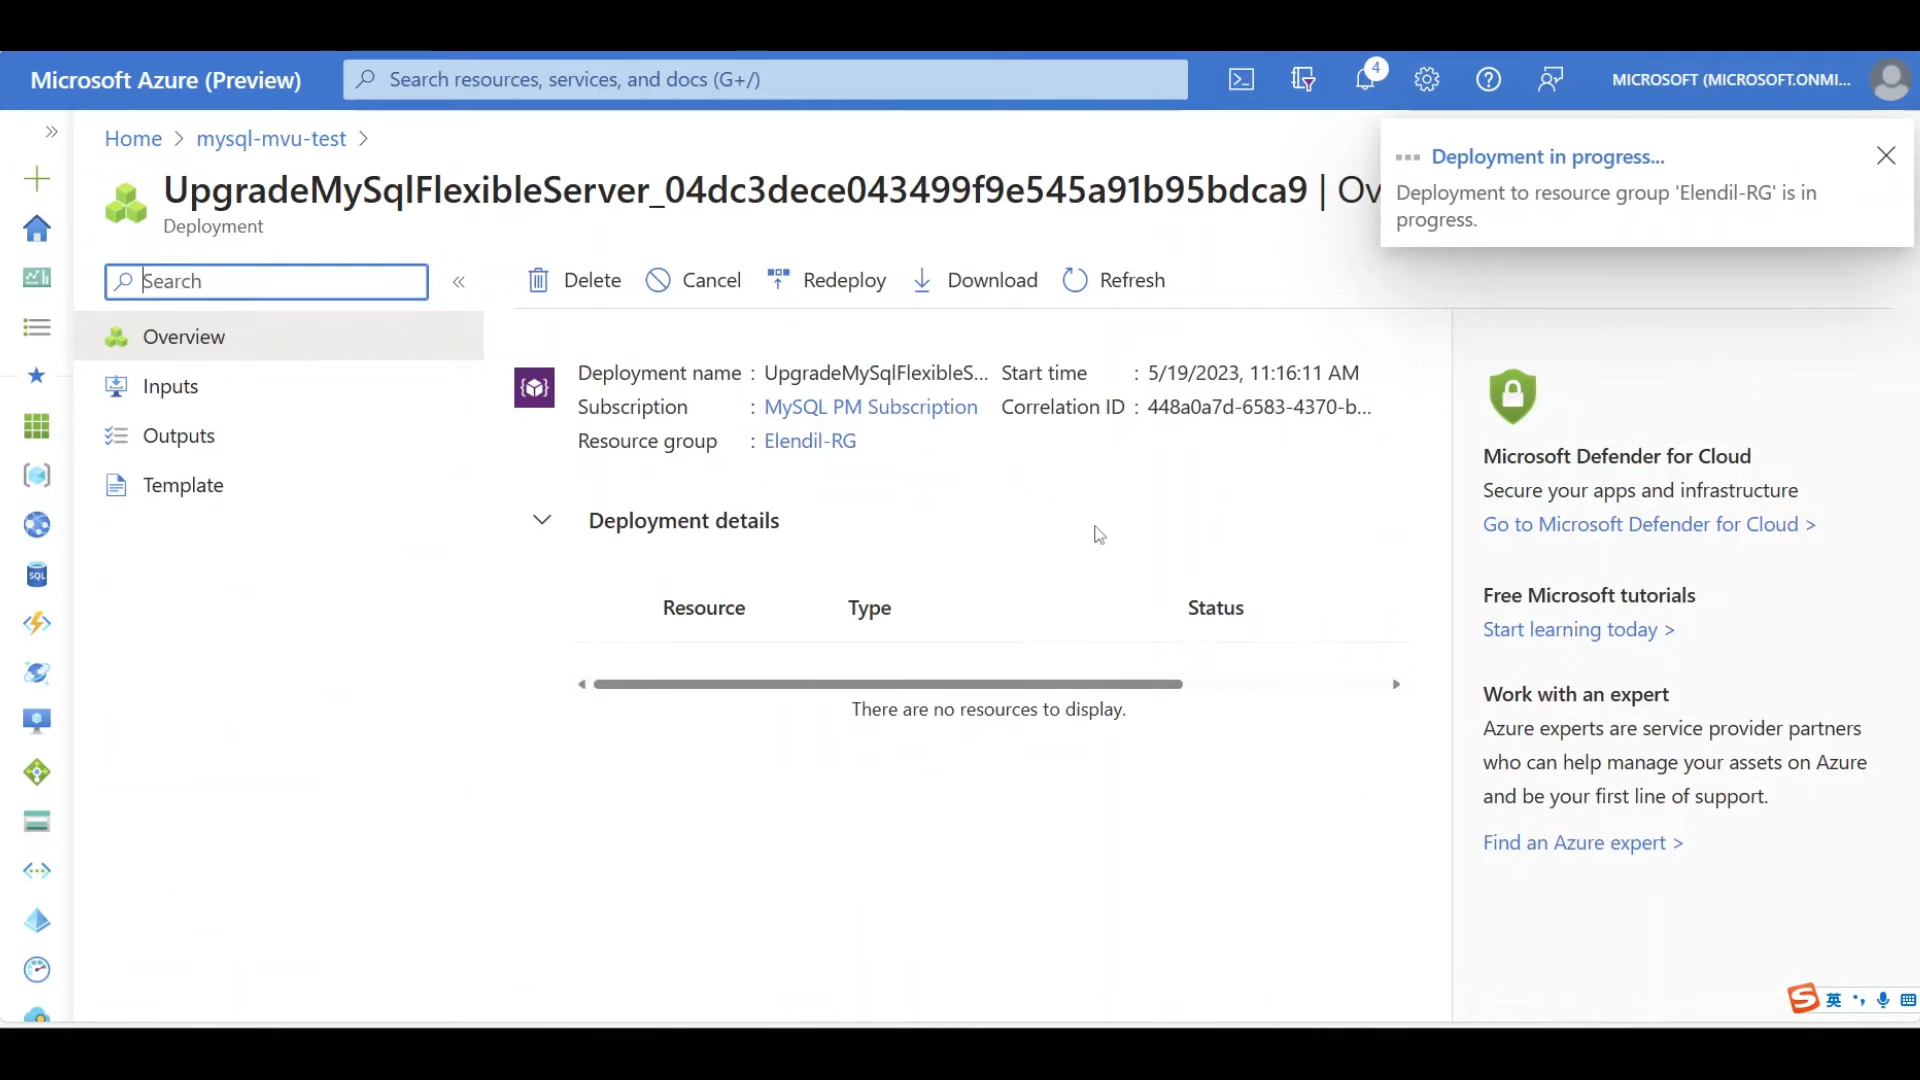 Microsoft Azure (Preview)
Search resources, services, and docs (G+/)
4
MICROSOFT (MICROSOFT.ONMI...
Home > mysql-mvu-test >
UpgradeMySqlFlexibleServer_04dc3dece043499f9e545a91b95bdca9 | Ov
Deployment
Deployment in progress...
Deployment to resource group 'Elendil-RG' is in
progress.
Search
Delete
Cancel
Redeploy
Download
Refresh
Overview
Inputs
Outputs
Template
Deployment name : UpgradeMySqlFlexibleS...
Start time : 5/19/2023, 11:16:11 AM
Subscription : MySQL PM Subscription
Correlation ID : 448a0a7d-6583-4370-b...
Resource group : Elendil-RG
Deployment details
Resource
Type
Status
There are no resources to display.
Microsoft Defender for Cloud
Secure your apps and infrastructure
Go to Microsoft Defender for Cloud >
Free Microsoft tutorials
Start learning today >
Work with an expert
Azure experts are service provider partners
who can help manage your assets on Azure
and be your first line of support.
Find an Azure expert >
SQL
英